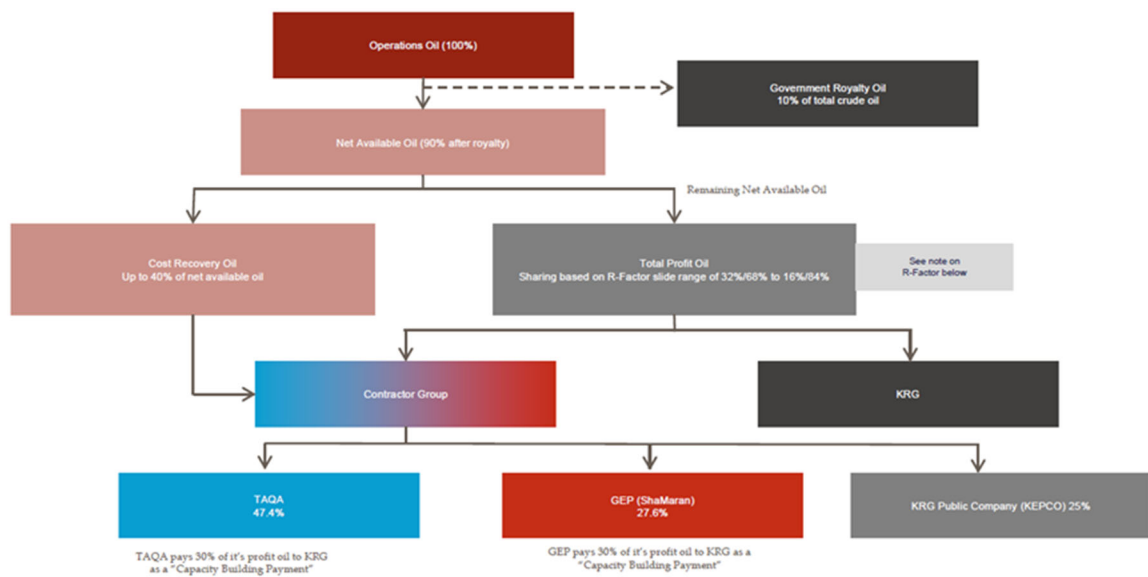 Operations Oil (100%)
Government Royalty Oil
10% of total crude oil
Net Available Oil (90% after royalty)
Remaining Net Available Oil
Cost Recovery Oil
Up to 40% of net available oil
Total Profit Oil
Sharing based on R-Factor slide range of 32%/68% to 16%/84%
See note on
R-Factor below
Contractor Group
KRG
TAQA
47.4%
GEP (ShaMaran)
27.6%
KRG Public Company (KEPCO) 25%
TAQA pays 30% of it's profit oil to KRG
as a "Capacity Building Payment"
GEP pays 30% of it's profit oil to KRG as a
"Capacity Building Payment"